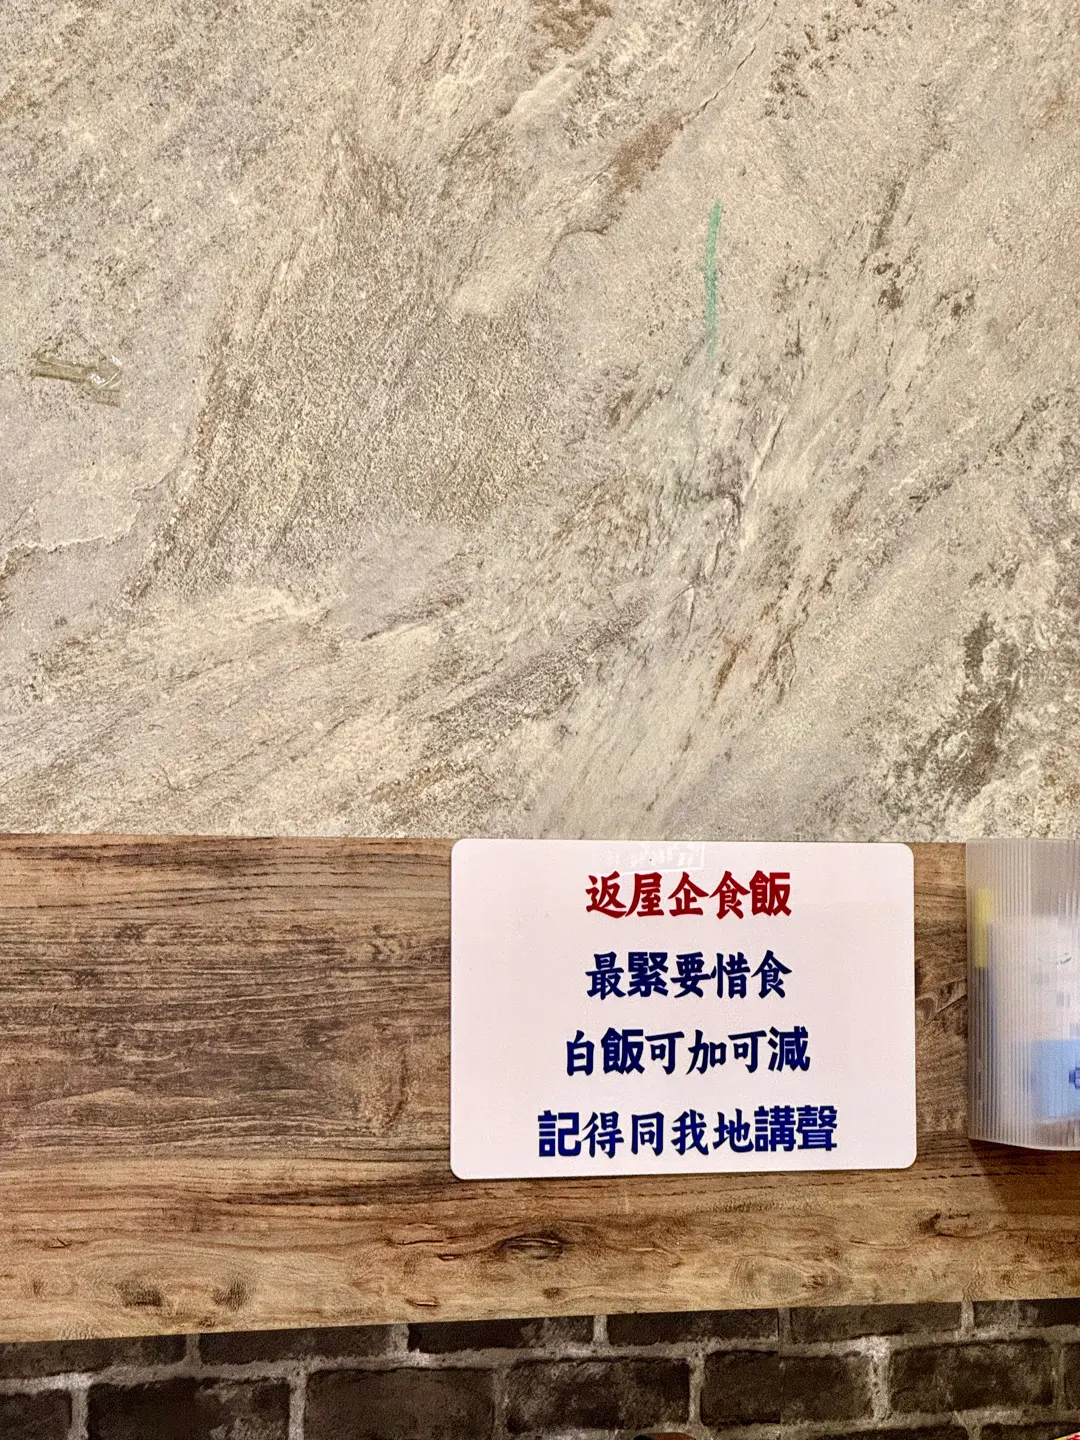 返屋企食飯
最緊要惜食
白飯可加可減
記得同我地講聲